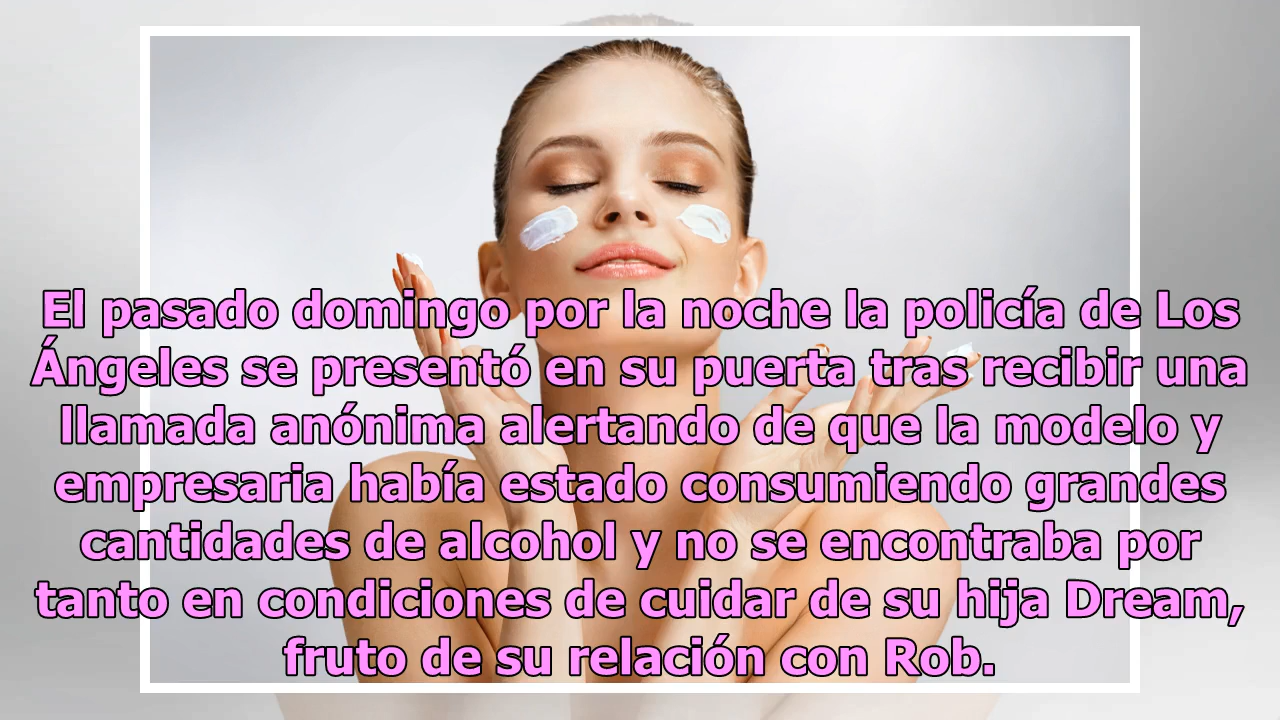 El pasado domingo por la noche la policía de Los
Ángeles se presentó en su puerta tras recibir una
llamada anónima alertando de que la modelo y
empresaria había estado consumiendo grandes
cantidades de alcohol y no se encontraba por
tanto en condiciones de cuidar de su hija Dream,
fruto de su relación con Rob.